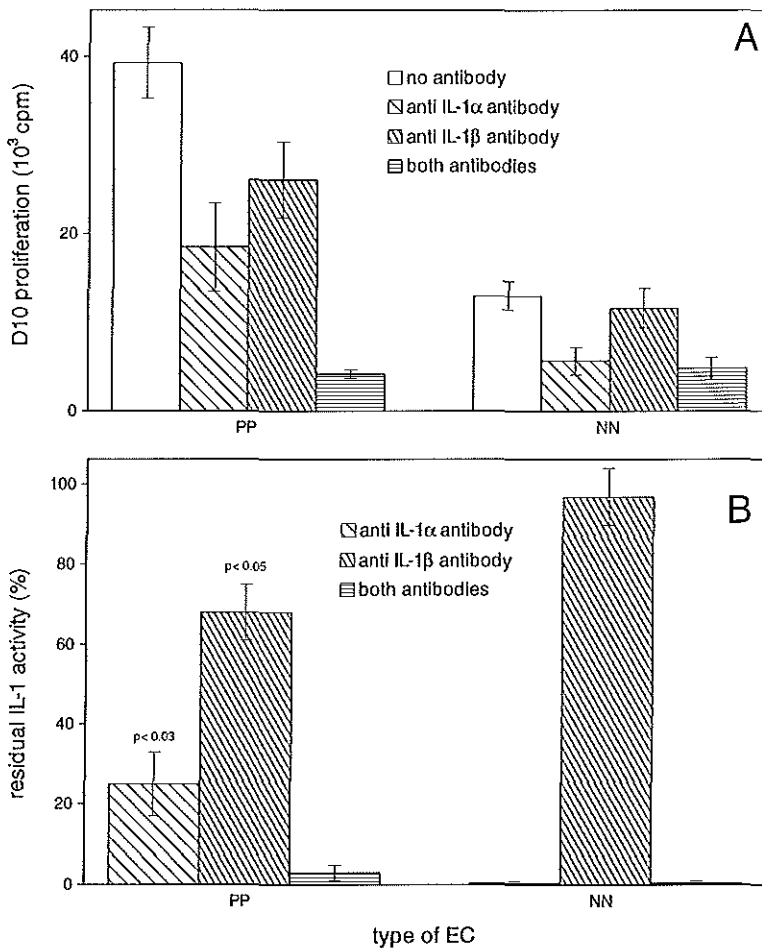 A
no antibody
anti IL-1α antibody
anti IL-1β antibody
both antibodies
D10 proliferation (10³ cpm)
40
20
0
PP NN
B
anti IL-1α antibody
anti IL-1β antibody
both antibodies
residual IL-1 activity (%)
100
80
60
40
20
0
p<0.03
p<0.05
PP NN
type of EC